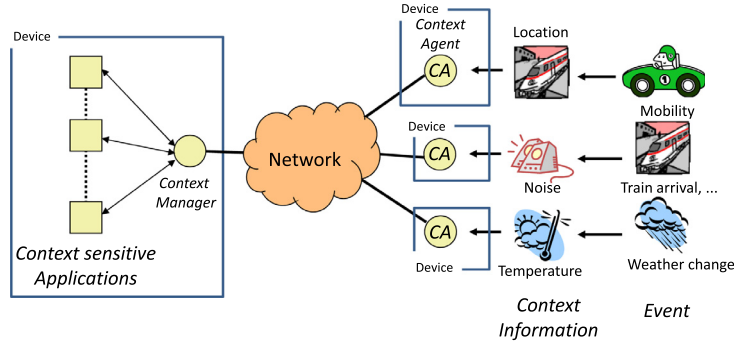 Device
Context sensitive
Applications
Context
Manager
Network
Device
Context
Agent
CA
Location
Mobility
Device
CA
Noise
Train arrival, ...
CA
Device
Temperature
Weather change
Context
Information
Event